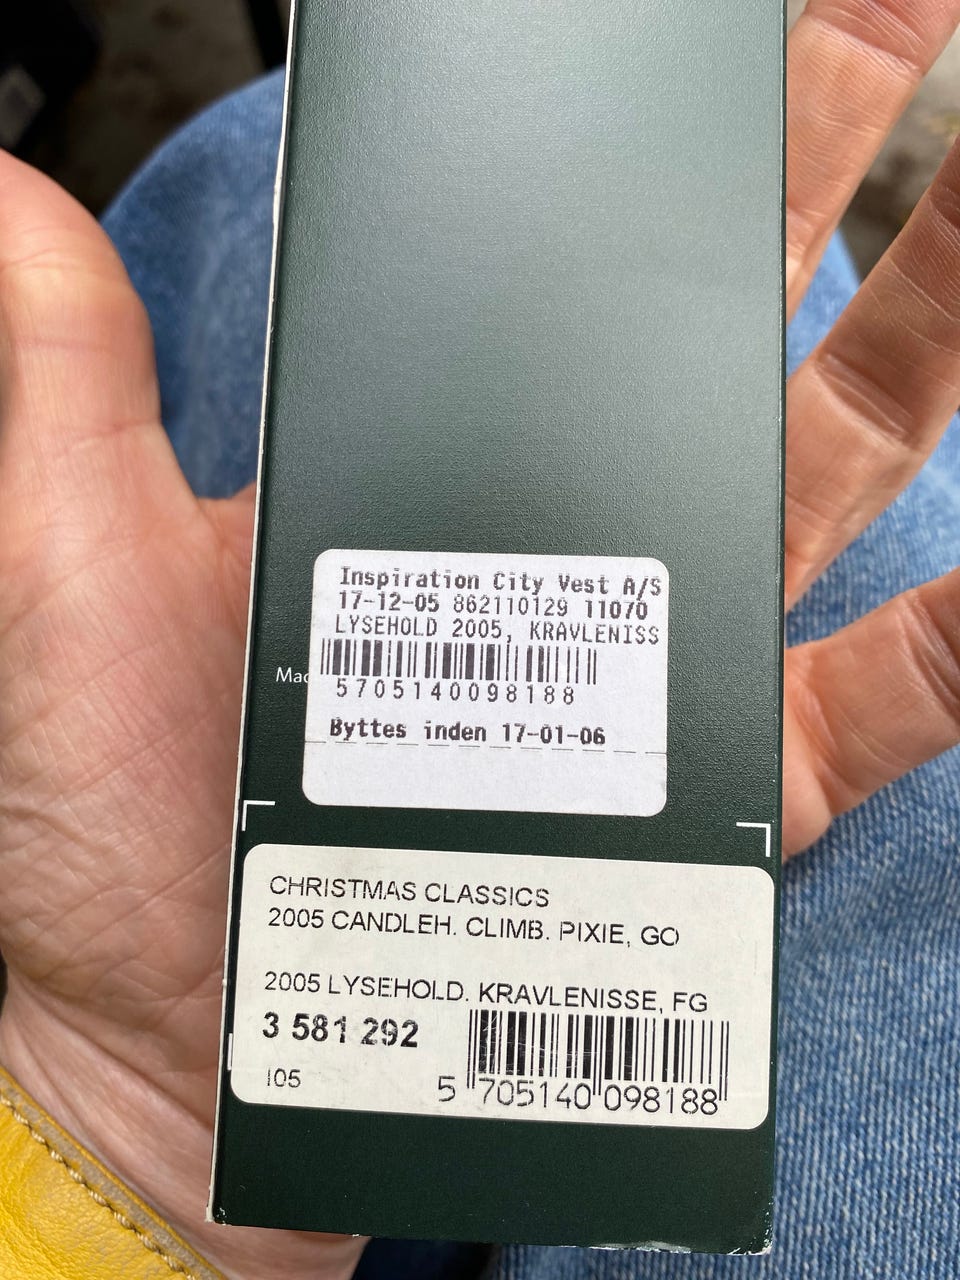 Inspiration City Vest A/S
17-12-05 862110129 11070
LYSEHOLD 2005, KRAVLENISS
5705140098188
Mad
Byttes inden 17-01-06
CHRISTMAS CLASSICS
2005 CANDLEH. CLIMB. PIXIE, GO
2005 LYSEHOLD. KRAVLENISSE, FG
3 581 292
105
5 705140 098188